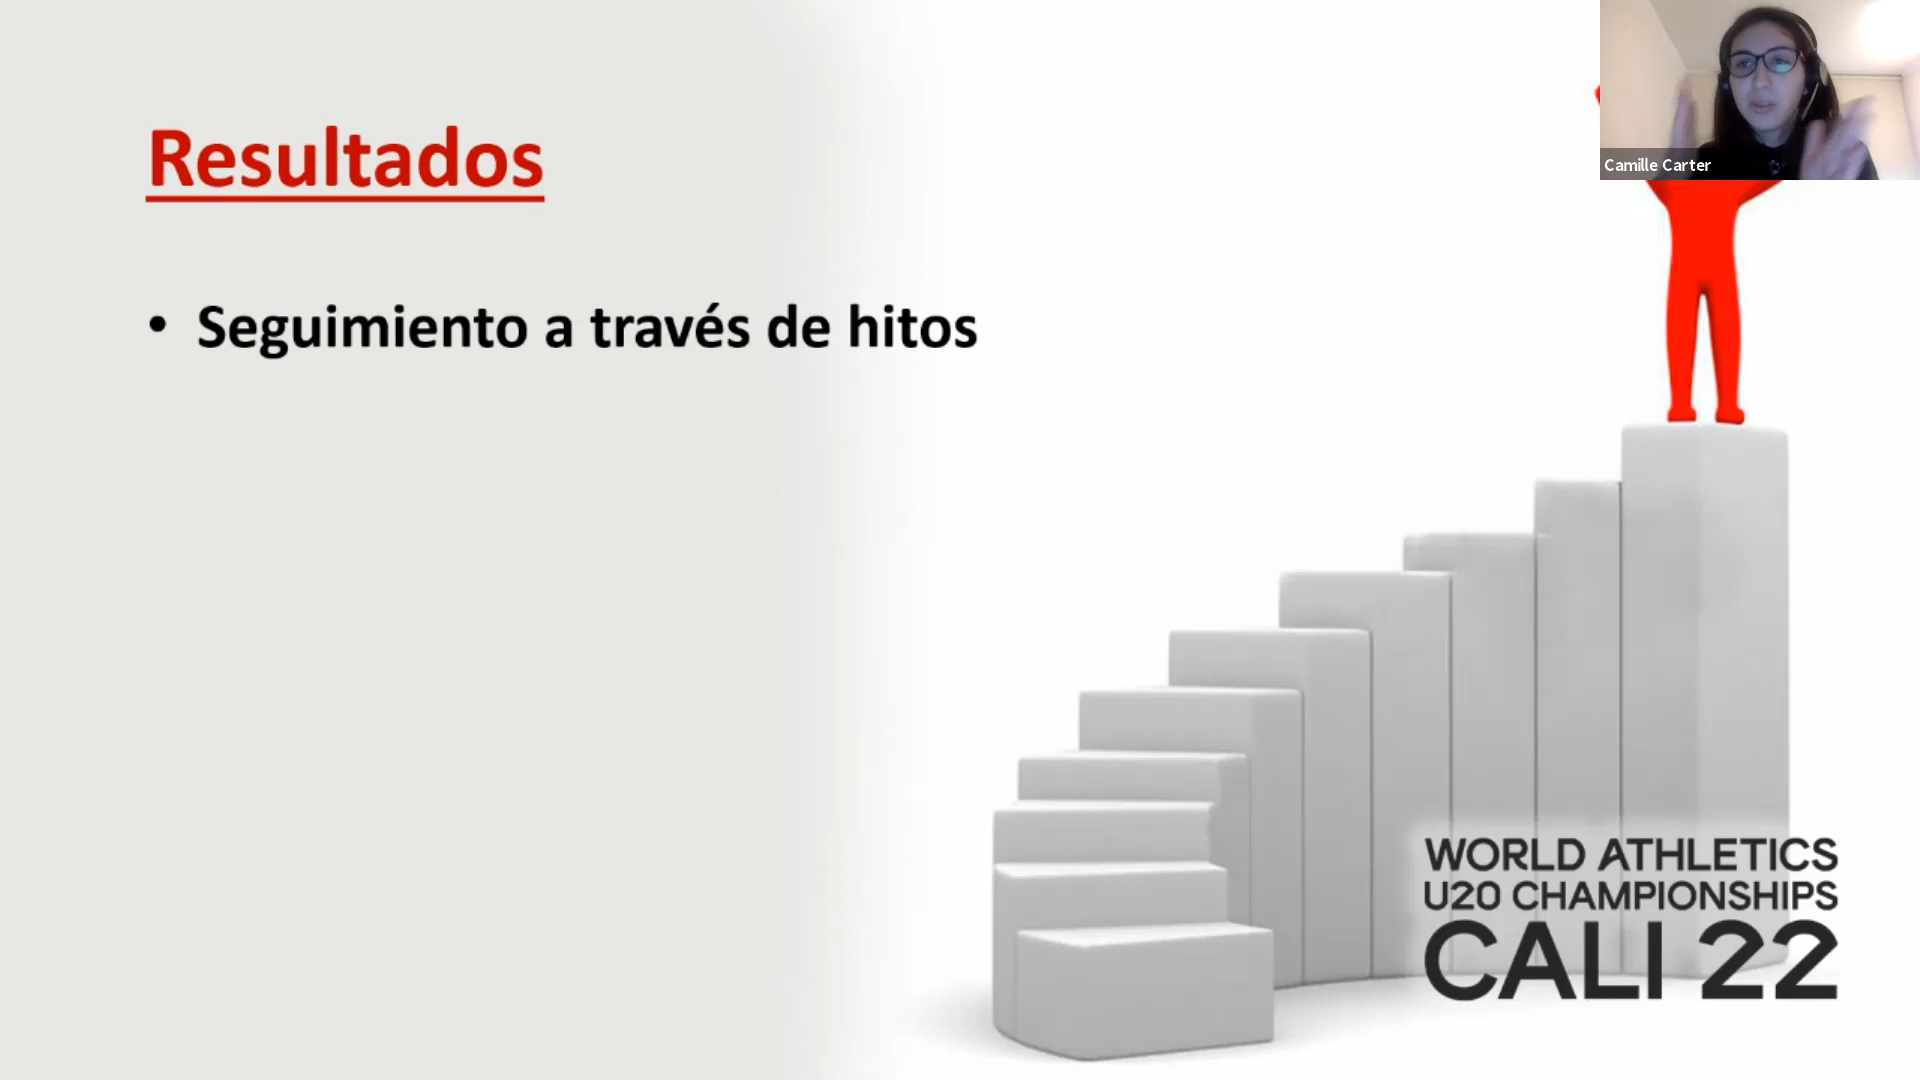 Resultados
• Seguimiento a través de hitos
Camille Carter
WORLD ATHLETICS
U20 CHAMPIONSHIPS
CALI 22